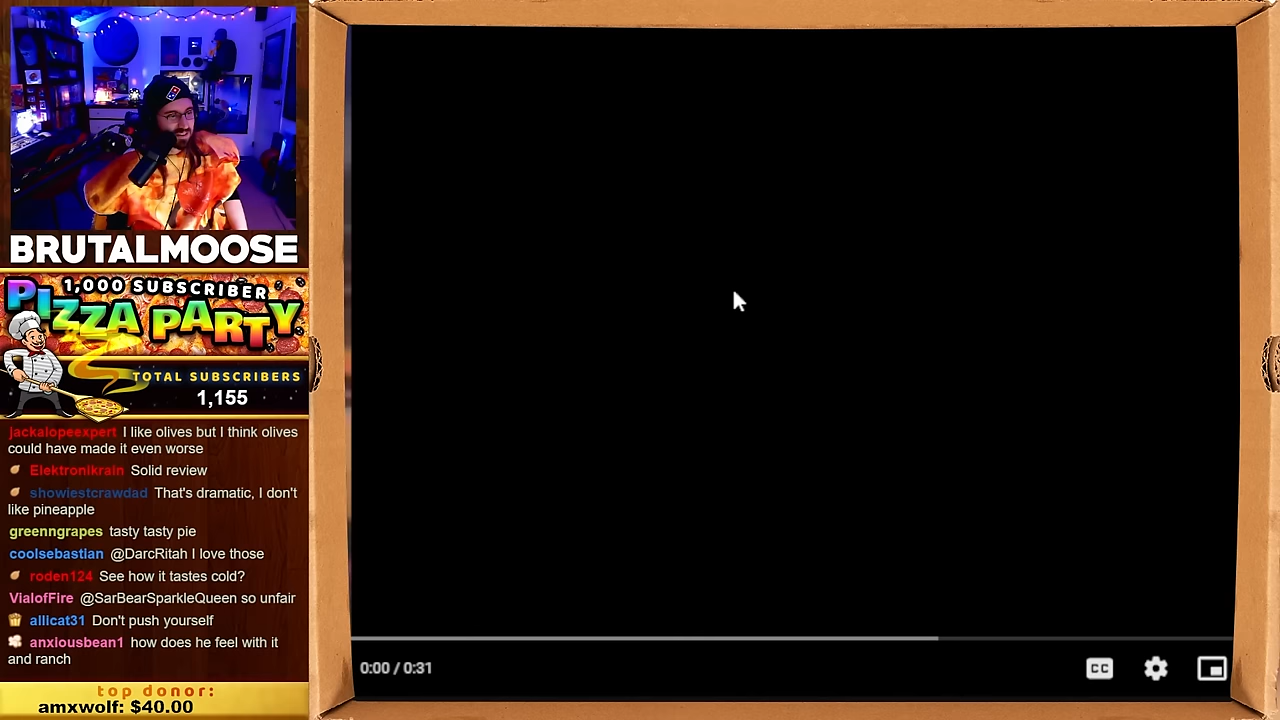 BRUTALMOOSE
1,000 SUBSCRIBER
PIZZA PARTY
TOTAL SUBSCRIBERS
1,155
jackalopeexpert I like olives but I think olives
could have made it even worse
Elektronikrain Solid review
showiestcrawdad That's dramatic, I don't
like pineapple
greenngrapes tasty tasty pie
coolsebastian @DarcRitah I love those
roden124 See how it tastes cold?
VialofFire @SarBearSparkleQueen so unfair
allicat31 Don't push yourself
anxiousbean1 how does he feel with it
and ranch
top donor:
amxwolf: $40.00
0:00 / 0:31
CC